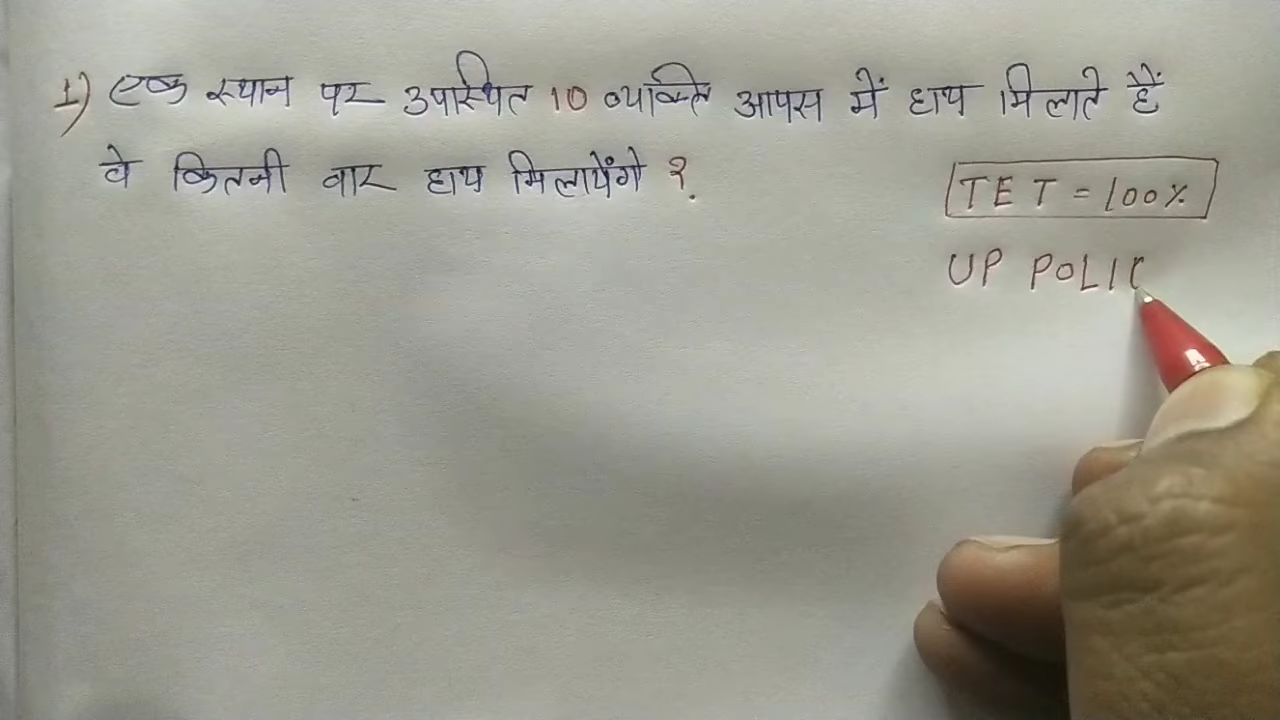 1) एक स्थान पर उपस्थित 10 व्यक्ति आपस में हाथ मिलाते हैं
वे कितनी वार हाथ मिलायेंगे ?
TET = 100%
UP POLIC